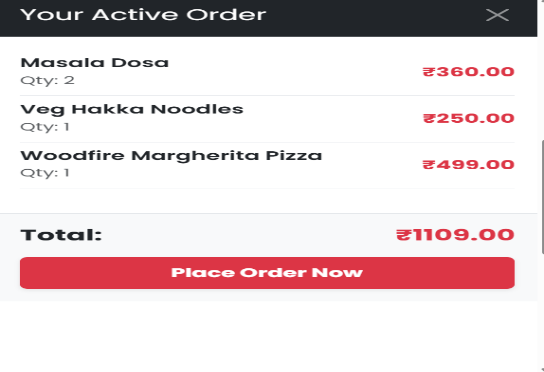 Your Active Order
Masala Dosa
Qty: 2
₹360.00
Veg Hakka Noodles
Qty: 1
₹250.00
Woodfire Margherita Pizza
Qty: 1
₹499.00
Total:
₹1109.00
Place Order Now